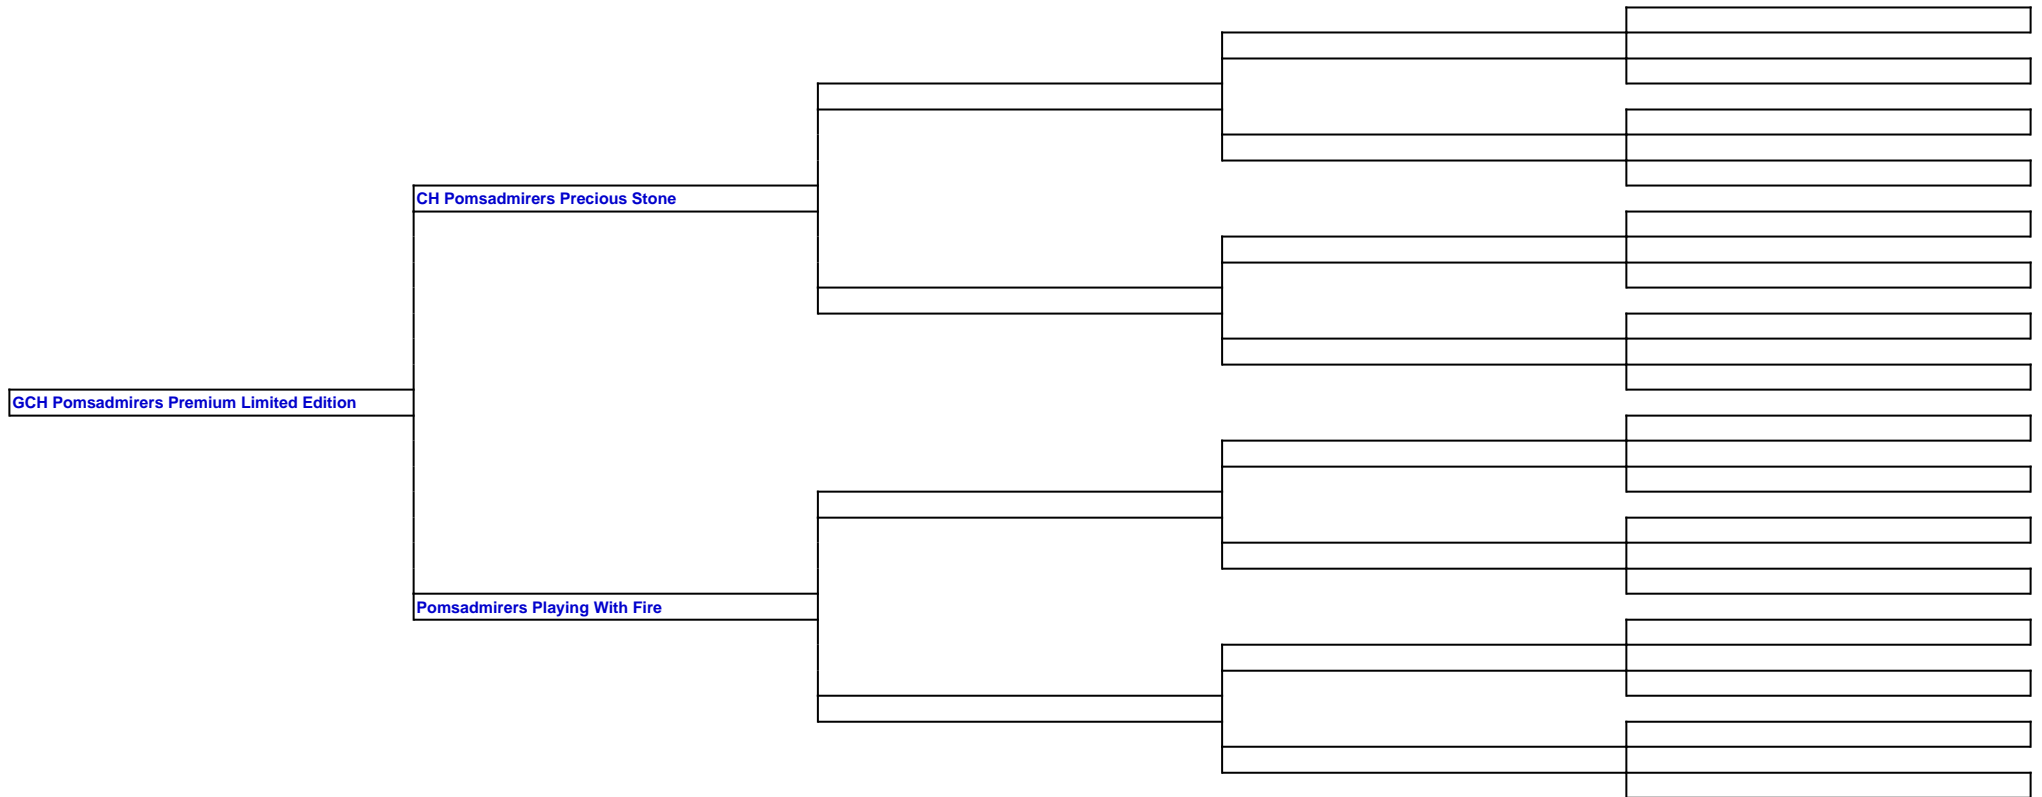 CH Pomsadmirers Precious Stone
GCH Pomsadmirers Premium Limited Edition
Pomsadmirers Playing With Fire